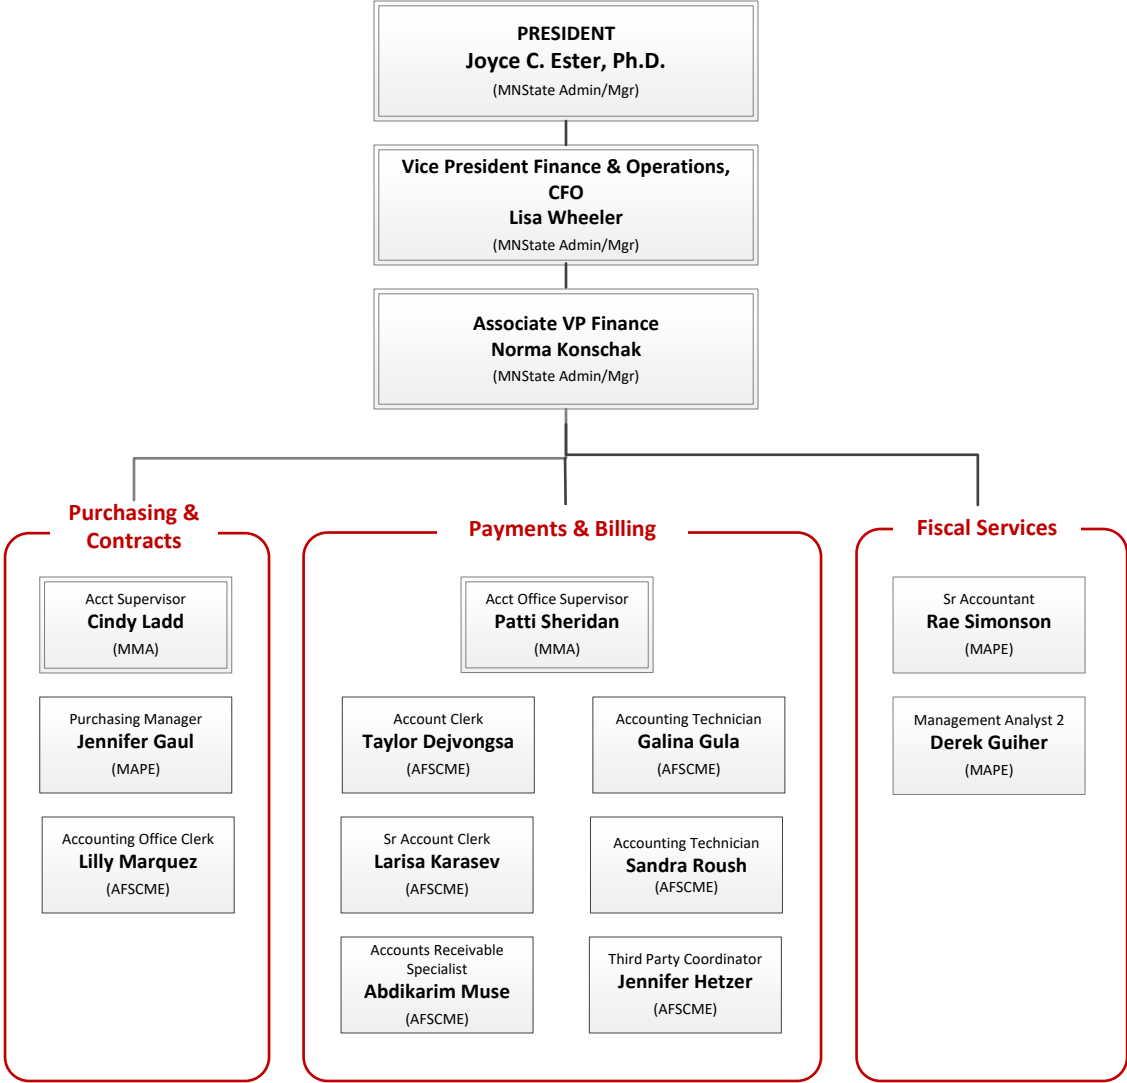 PRESIDENT
Joyce C. Ester, Ph.D.
(MNState Admin/Mgr)
Vice President Finance & Operations,
CFO
Lisa Wheeler
(MNState Admin/Mgr)
Associate VP Finance
Norma Konschak
(MNState Admin/Mgr)
Purchasing &
Contracts
Acct Supervisor
Cindy Ladd
(MMA)
Purchasing Manager
Jennifer Gaul
(MAPE)
Accounting Office Clerk
Lilly Marquez
(AFSCME)
Payments & Billing
Acct Office Supervisor
Patti Sheridan
(MMA)
Account Clerk
Taylor Dejvongsa
(AFSCME)
Accounting Technician
Galina Gula
(AFSCME)
Sr Account Clerk
Larisa Karasev
(AFSCME)
Accounting Technician
Sandra Roush
(AFSCME)
Accounts Receivable
Specialist
Abdikarim Muse
(AFSCME)
Third Party Coordinator
Jennifer Hetzer
(AFSCME)
Fiscal Services
Sr Accountant
Rae Simonson
(MAPE)
Management Analyst 2
Derek Guiher
(MAPE)